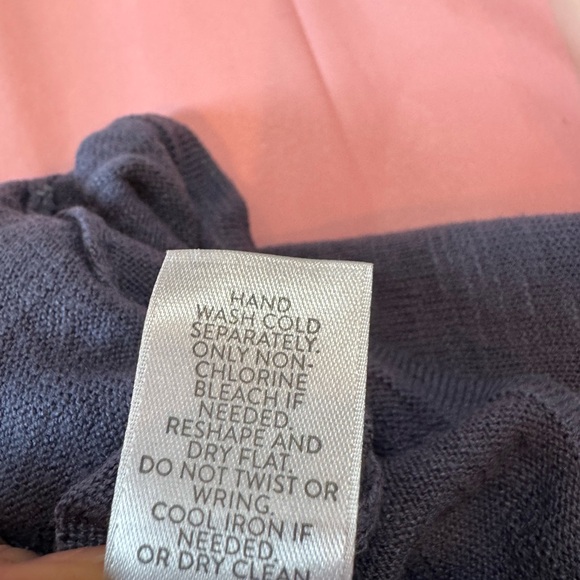 HAND
WASH COLD
SEPARATELY.
ONLY NON-
CHLORINE
BLEACH IF
NEEDED.
RESHAPE AND
DRY FLAT.
DO NOT TWIST OR
WRING.
COOL IRON IF
NEEDED.
OR DRY CLEAN